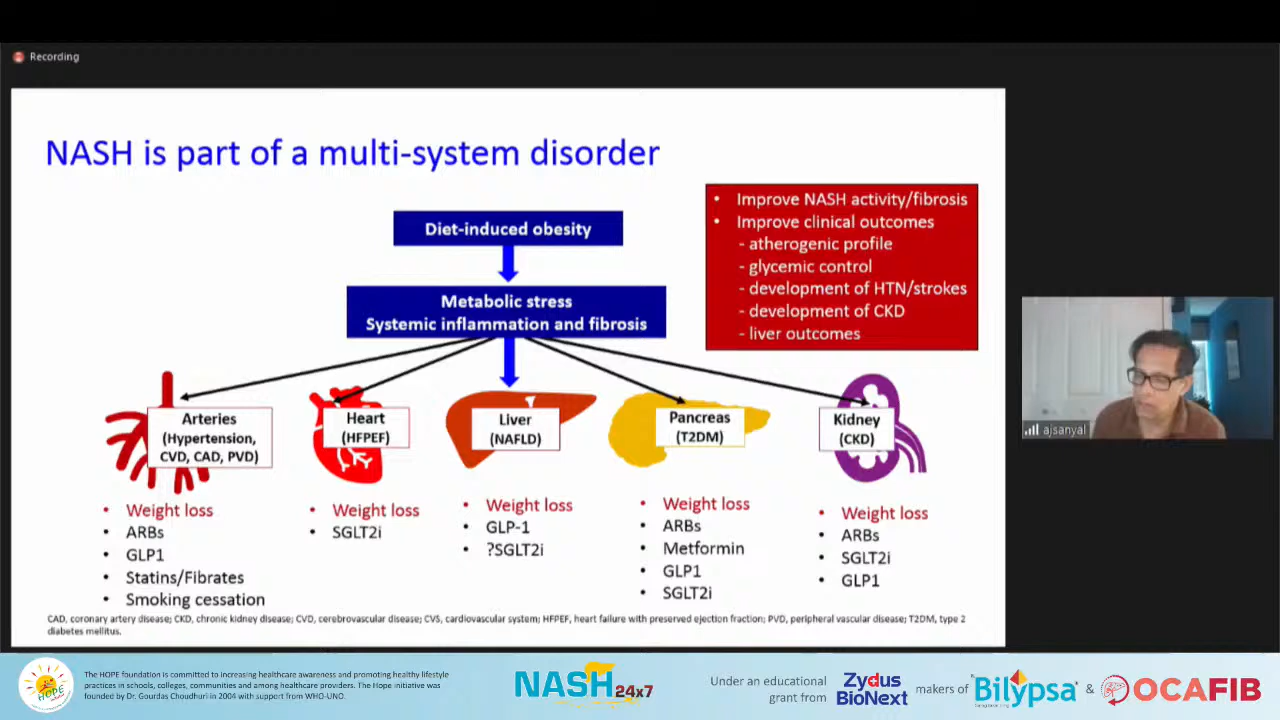 Recording
NASH is part of a multi-system disorder
Diet-induced obesity
Metabolic stress
Systemic inflammation and fibrosis
• Improve NASH activity/fibrosis
• Improve clinical outcomes
- atherogenic profile
- glycemic control
- development of HTN/strokes
- development of CKD
- liver outcomes
Arteries
(Hypertension,
CVD, CAD, PVD)
• Weight loss
• ARBs
• GLP1
• Statins/Fibrates
• Smoking cessation
Heart
(HFPEF)
• Weight loss
• SGLT2i
Liver
(NAFLD)
• Weight loss
• GLP-1
• ?SGLT2i
Pancreas
(T2DM)
• Weight loss
• ARBs
• Metformin
• GLP1
• SGLT2i
Kidney
(CKD)
• Weight loss
• ARBs
• SGLT2i
• GLP1
CAD, coronary artery disease; CKD, chronic kidney disease; CVD, cerebrovascular disease; CVS, cardiovascular system; HFPEF, heart failure with preserved ejection fraction; PVD, peripheral vascular disease; T2DM, type 2
diabetes mellitus.
ajsanyal
HOPE
The HOPE foundation is committed to increasing healthcare awareness and promoting healthy lifestyle
practices in schools, colleges, communities and among healthcare providers. The Hope initiative was
founded by Dr. Gourdas Choudhuri in 2004 with support from WHO-UNO.
NASH 24x7
Under an educational
grant from
Zydus
BioNext
makers of
Bilypsa
&
OCAFIB